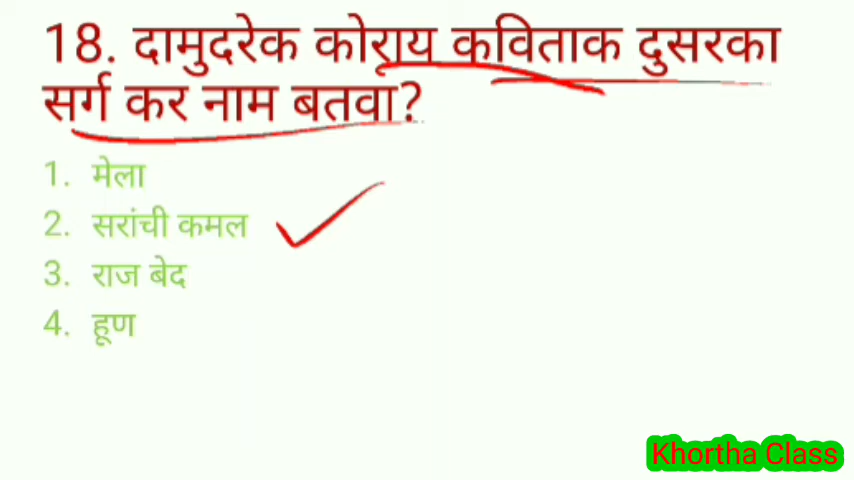 18. दामुदरेक कोराय कविताक दुसरका
सर्ग कर नाम बतवा?
1. मेला
2. सरांची कमल
3. राज बेद
4. हूण
Khortha Class